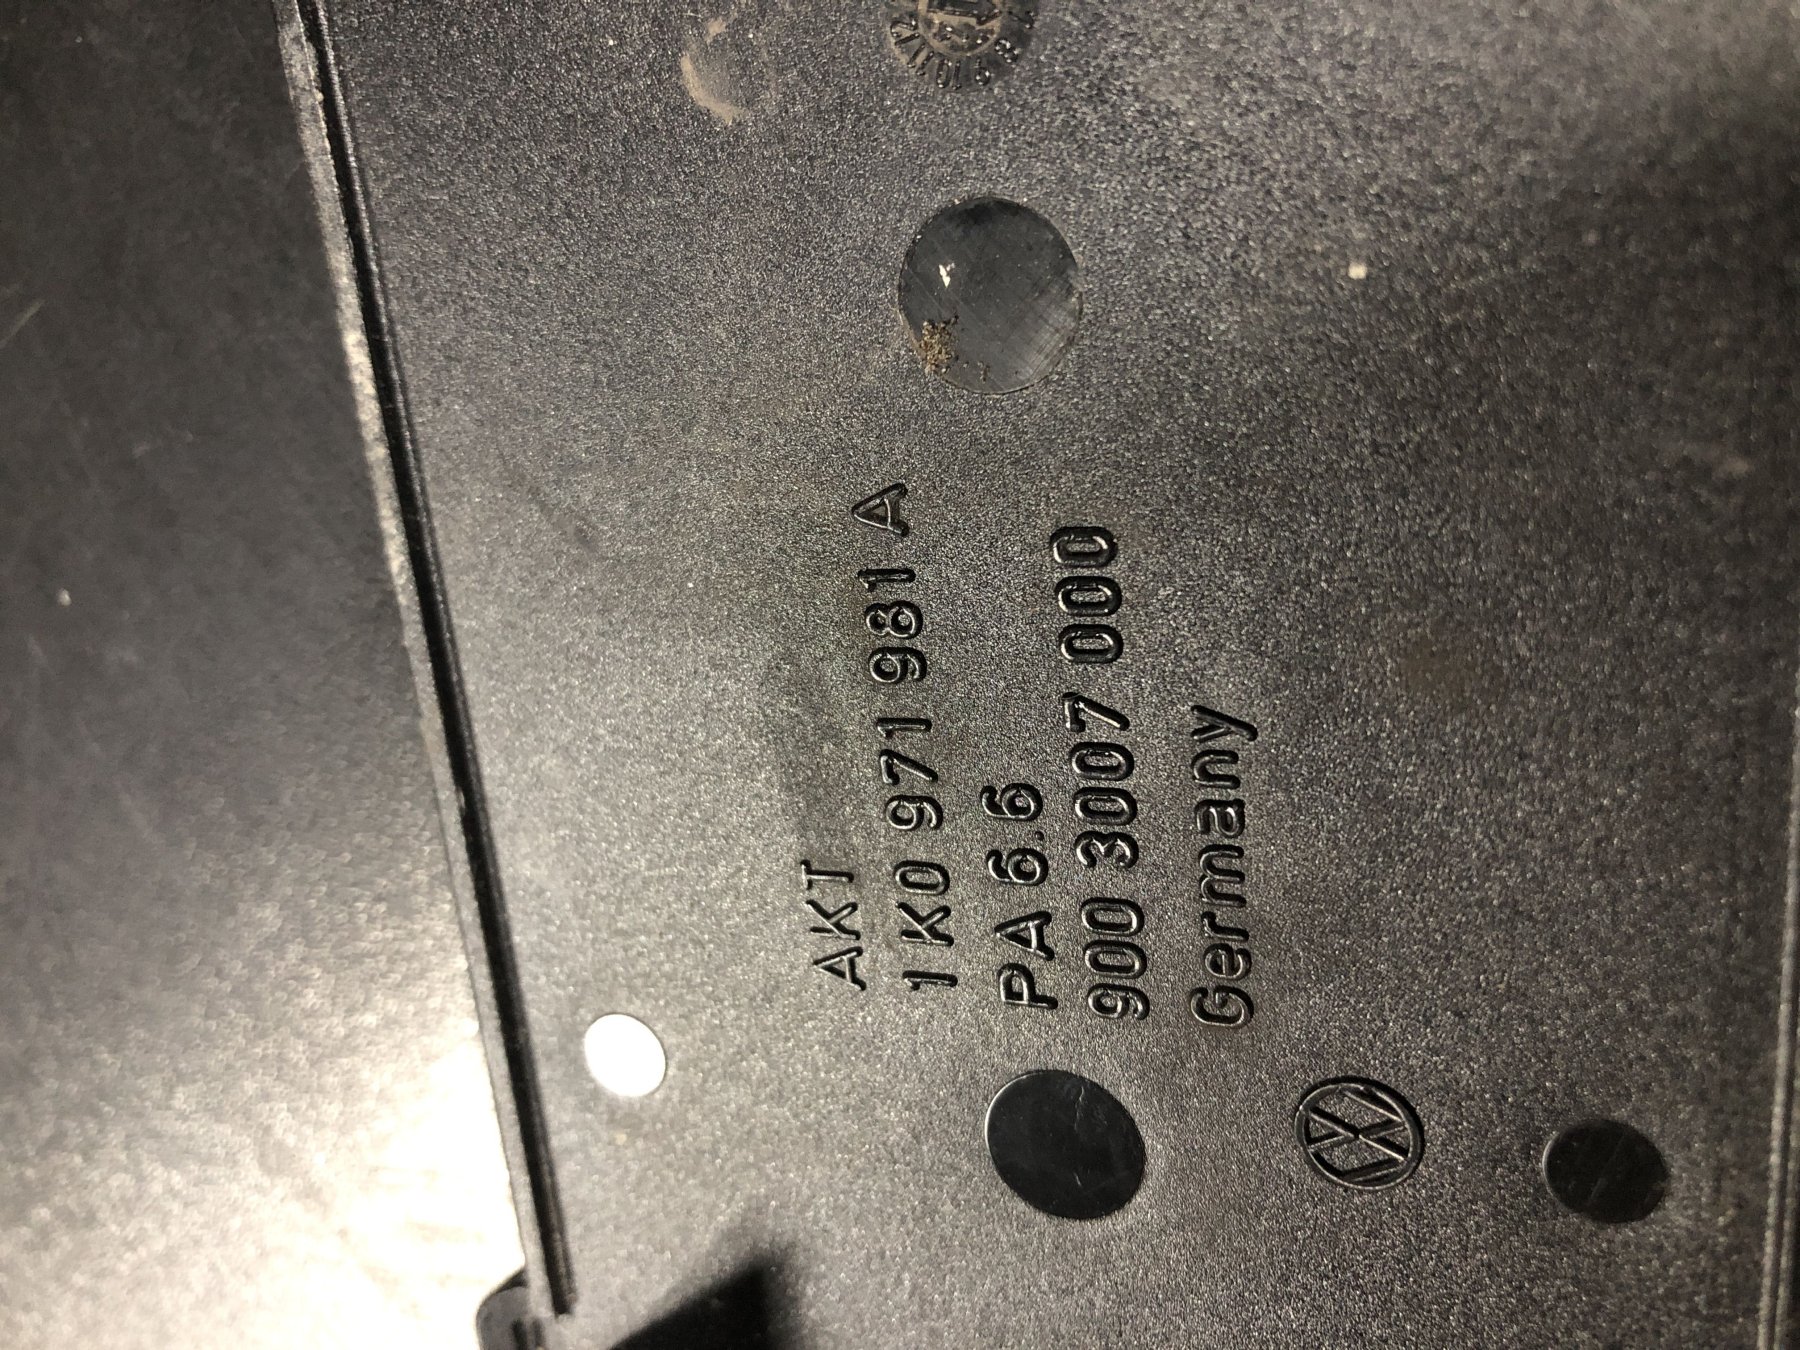 AKT
1K0 971 981 A
PA 6.6
900 3007 000
Germany